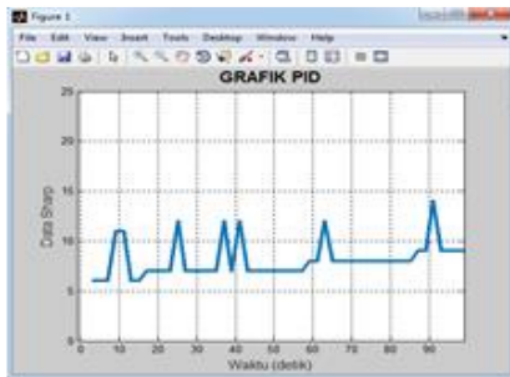 Figure 1
File Edit View Insert Tools Desktop Window Help
GRAFIK PID
25
20
15
10
5
0
Data Sharp
0 10 20 30 40 50 60 70 80 90
Waktu (detik)